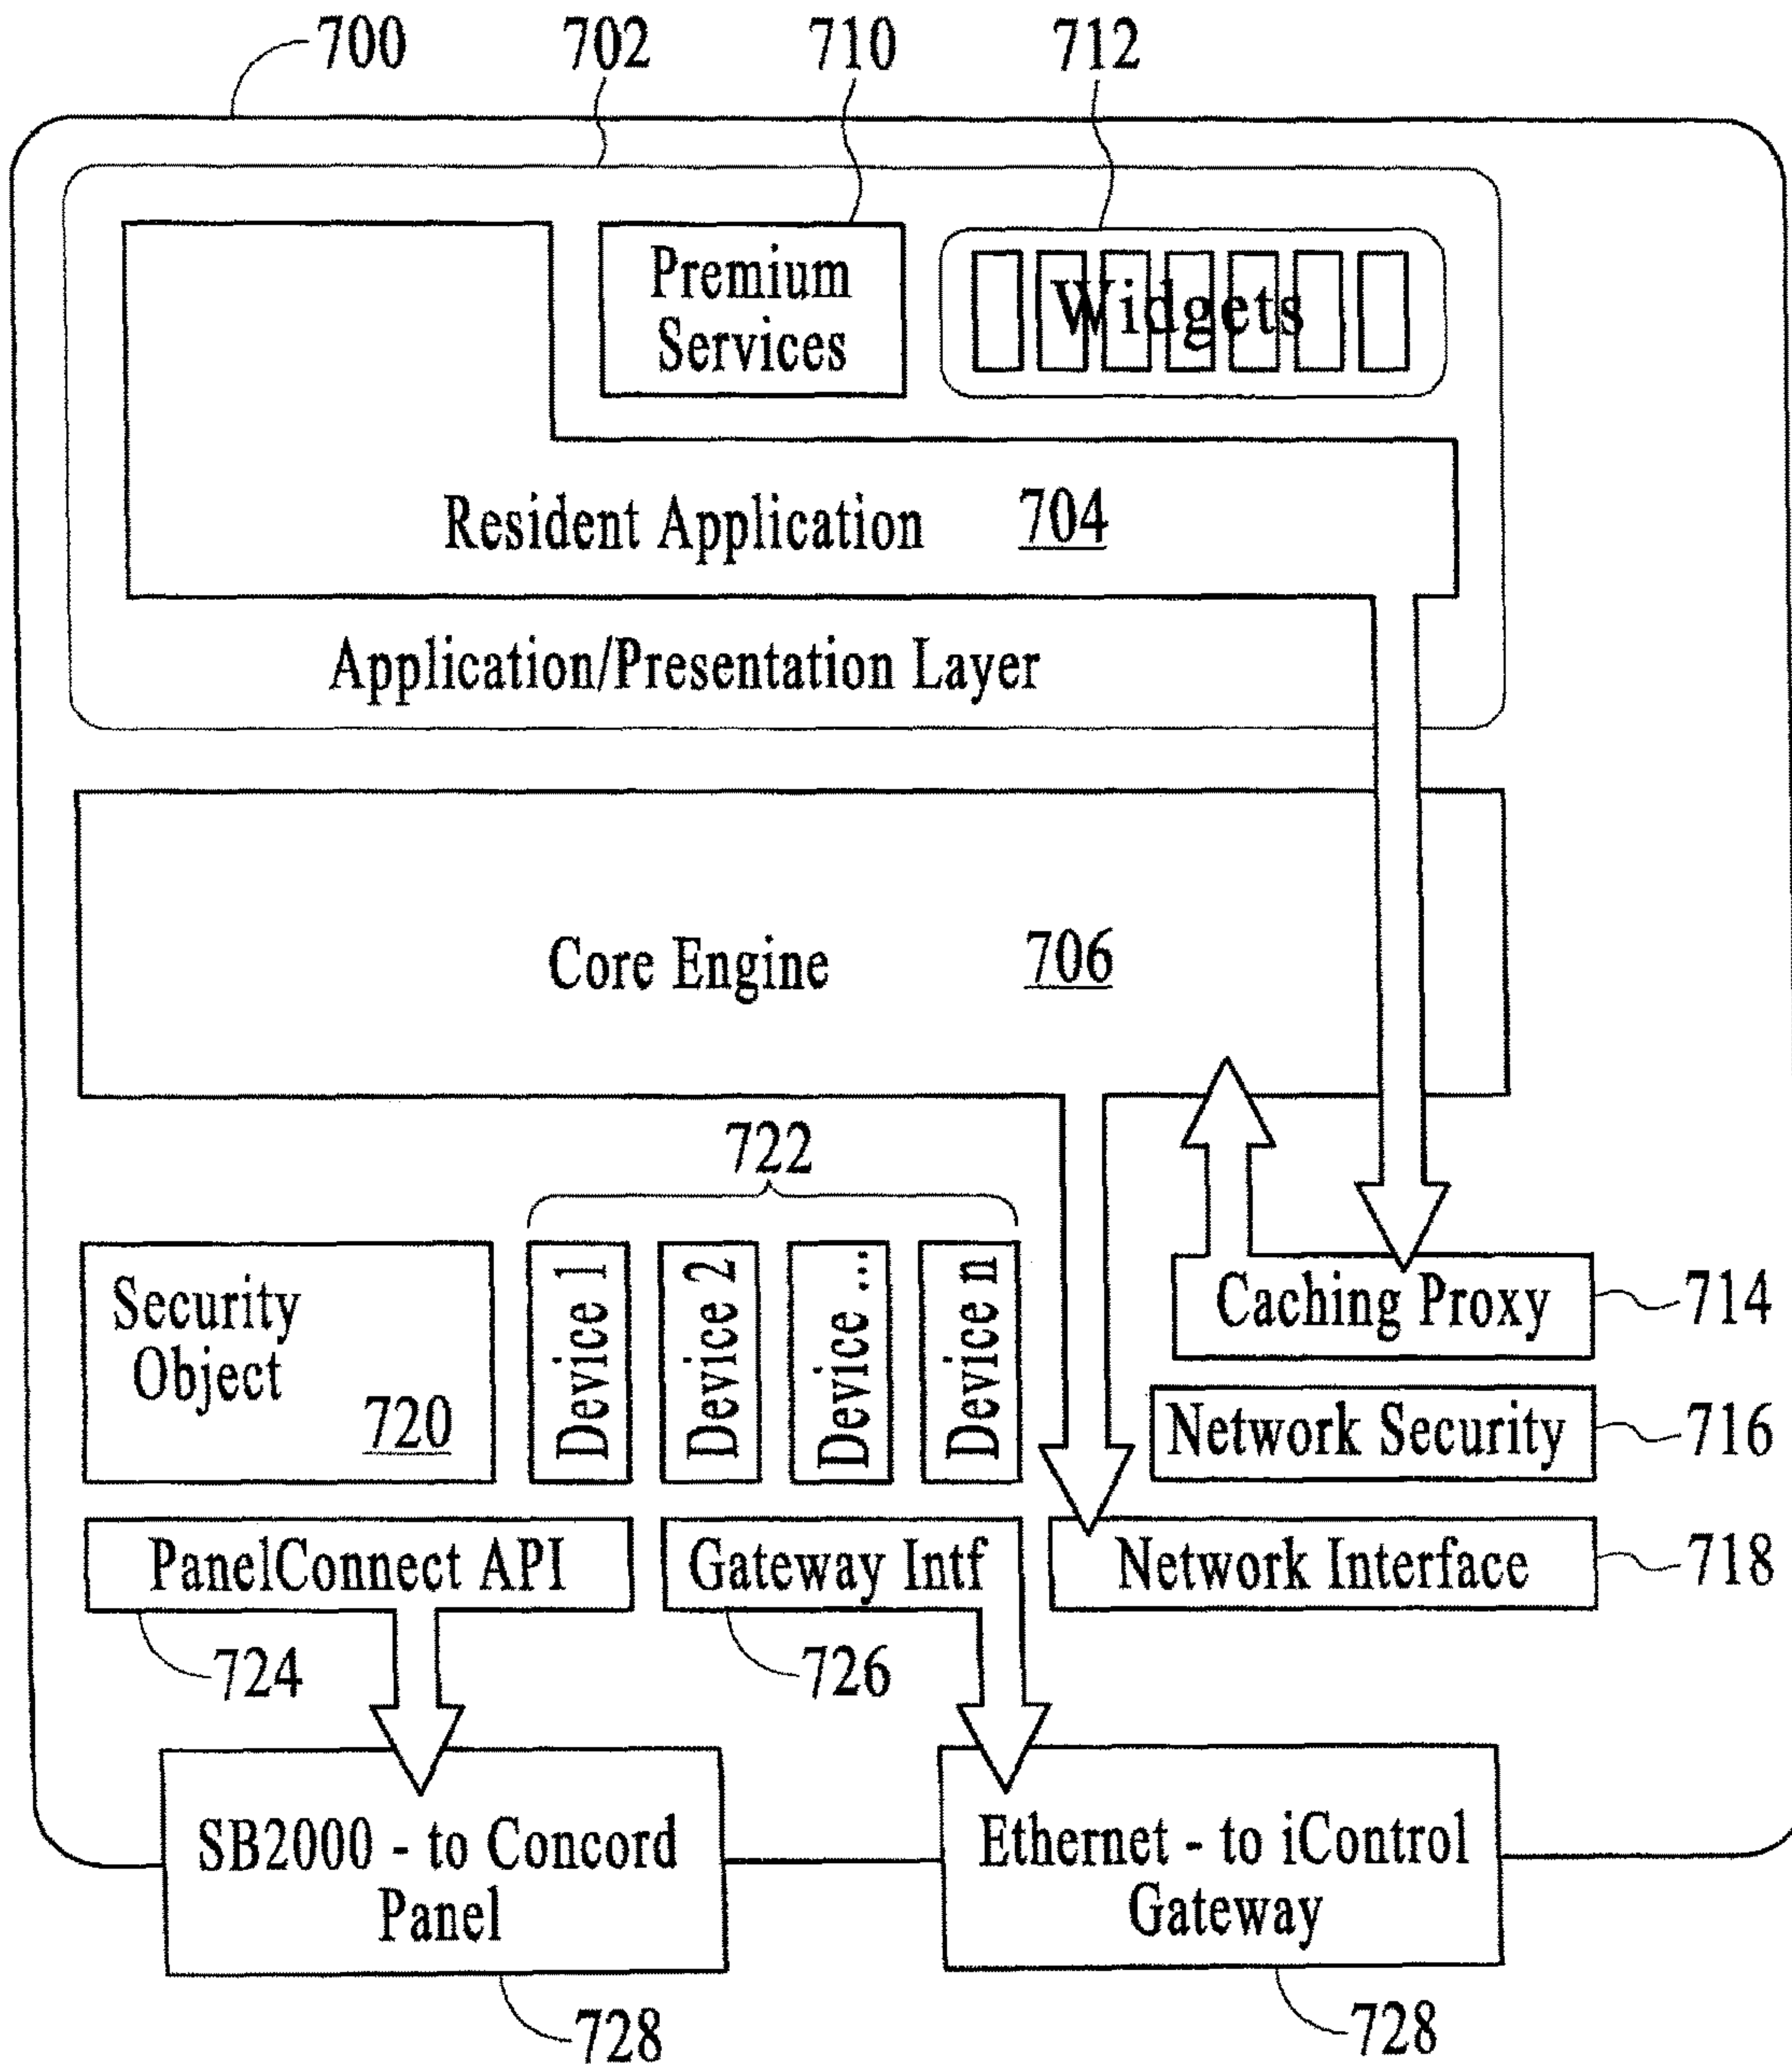 700
702
710
712
Premium
Services
Widgets
Resident Application 704
Application/Presentation Layer
Core Engine 706
722
Security
Object
720
Device 1
Device 2
Device ...
Device n
Caching Proxy
714
Network Security
716
PanelConnect API
Gateway Intf
Network Interface
718
724
726
SB2000 - to Concord
Panel
Ethernet - to iControl
Gateway
728
728